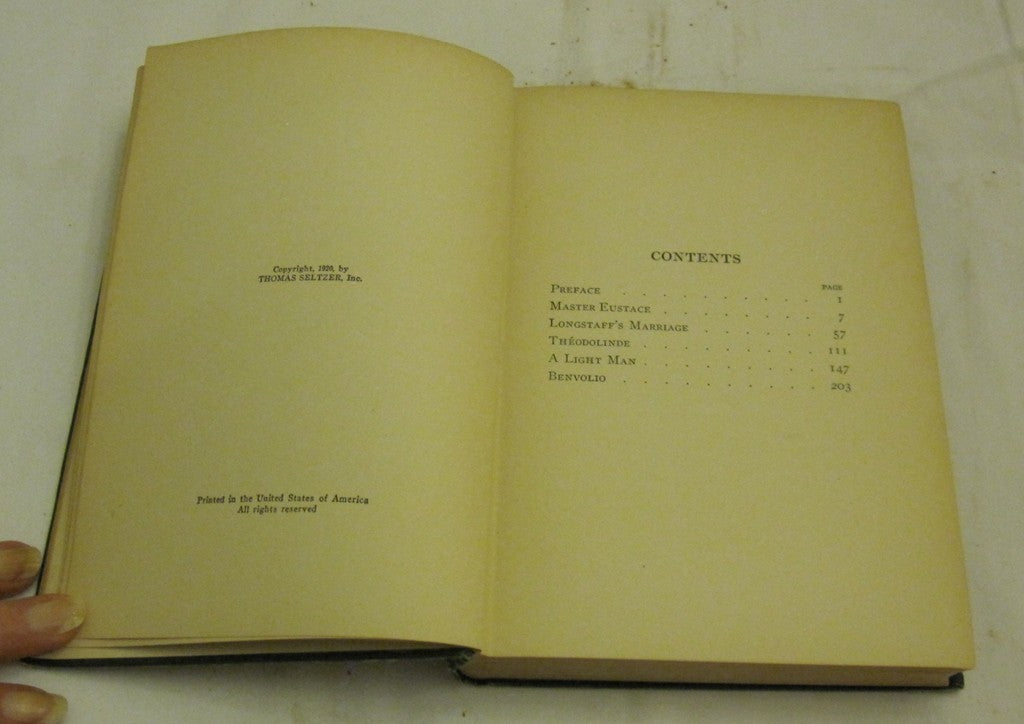 Copyright, 1920, by
THOMAS SELTZER, Inc.
Printed in the United States of America
All rights reserved
CONTENTS
PAGE
PREFACE . . . . . . . . . 1
MASTER EUSTACE . . . . . . . . 7
LONGSTAFF'S MARRIAGE . . . . . . 57
THÉODOLINDE . . . . . . . . 111
A LIGHT MAN . . . . . . . . . 147
BENVOLIO . . . . . . . . . 203